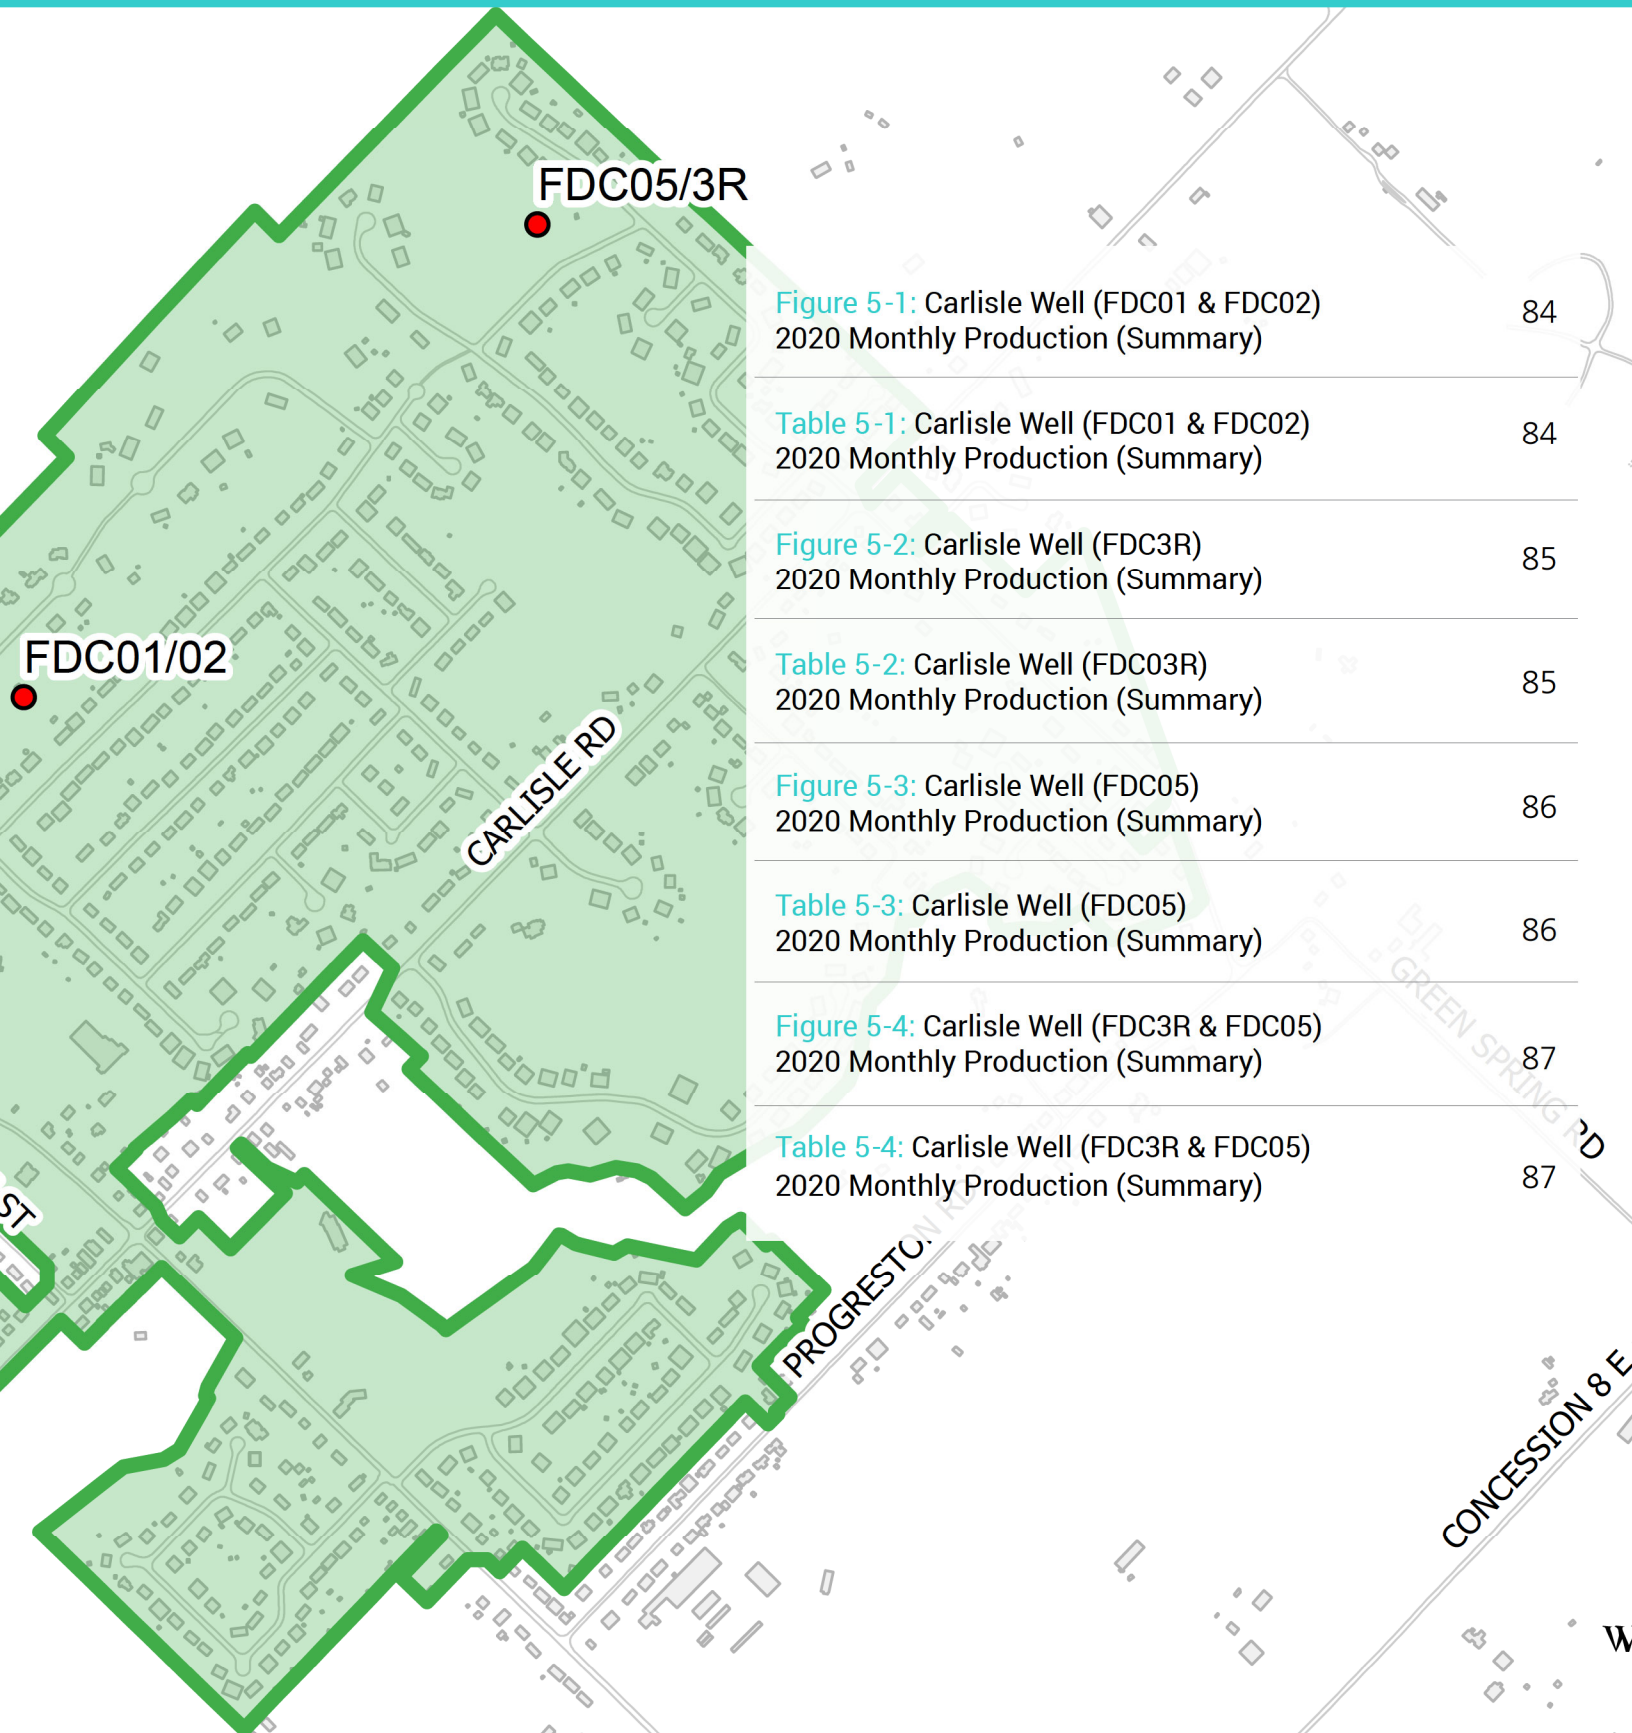 FDC05/3R
FDC01/02
CARLISLE RD
ST
Figure 5-1: Carlisle Well (FDC01 & FDC02)
2020 Monthly Production (Summary)
84
Table 5-1: Carlisle Well (FDC01 & FDC02)
2020 Monthly Production (Summary)
84
Figure 5-2: Carlisle Well (FDC3R)
2020 Monthly Production (Summary)
85
Table 5-2: Carlisle Well (FDC03R)
2020 Monthly Production (Summary)
85
Figure 5-3: Carlisle Well (FDC05)
2020 Monthly Production (Summary)
86
Table 5-3: Carlisle Well (FDC05)
2020 Monthly Production (Summary)
86
Figure 5-4: Carlisle Well (FDC3R & FDC05)
2020 Monthly Production (Summary)
87
Table 5-4: Carlisle Well (FDC3R & FDC05)
2020 Monthly Production (Summary)
87
GREEN SPRING RD
PROGRESTON RD
CONCESSION 8 E
W